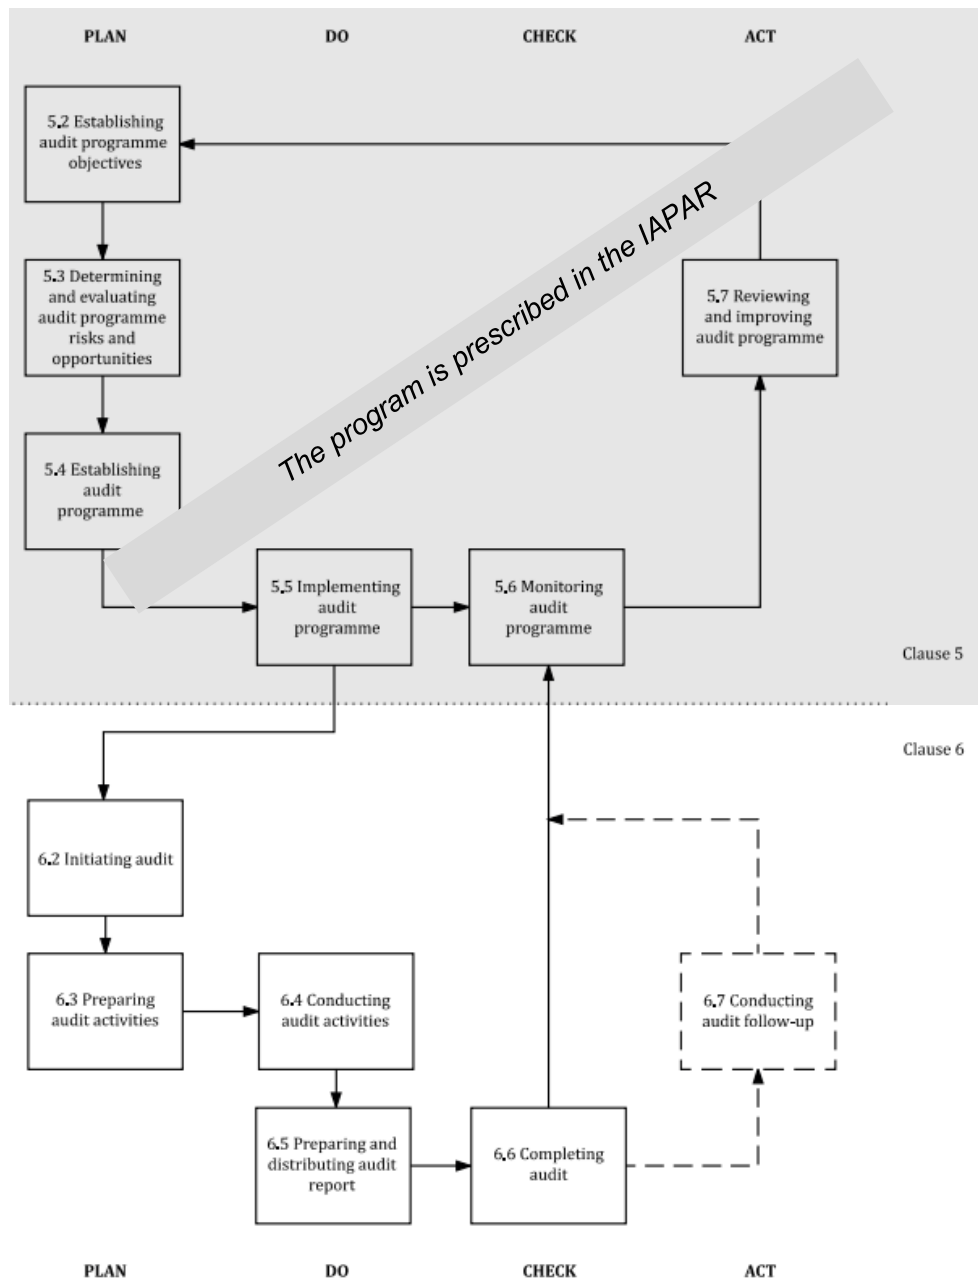 PLAN
DO
CHECK
ACT
5.2 Establishing
audit programme
objectives
5.3 Determining
and evaluating
audit programme
risks and
opportunities
The program is prescribed in the IAPAR
5.7 Reviewing
and improving
audit programme
5.4 Establishing
audit
programme
5.5 Implementing
audit
programme
5.6 Monitoring
audit
programme
Clause 5
Clause 6
6.2 Initiating audit
6.3 Preparing
audit activities
6.4 Conducting
audit activities
6.7 Conducting
audit follow-up
6.5 Preparing and
distributing audit
report
6.6 Completing
audit
PLAN
DO
CHECK
ACT